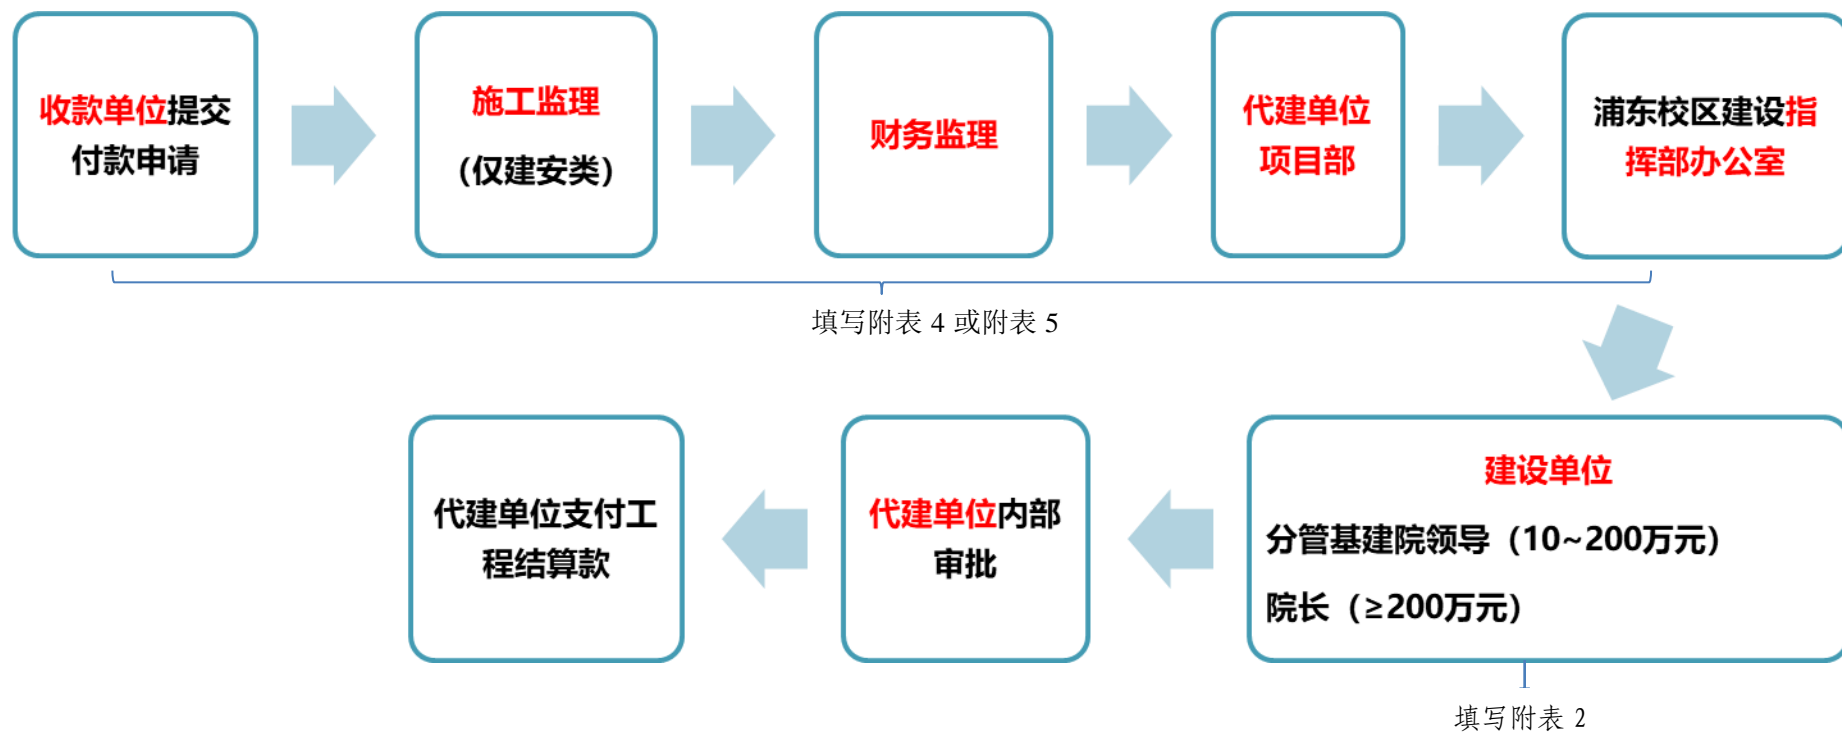 收款单位提交
付款申请
施工监理
（仅建安类）
财务监理
代建单位
项目部
浦东校区建设指
挥部办公室
填写附表 4 或附表 5
建设单位
分管基建院领导（10~200万元）
院长（≥200万元）
填写附表 2
代建单位内部
审批
代建单位支付工
程结算款